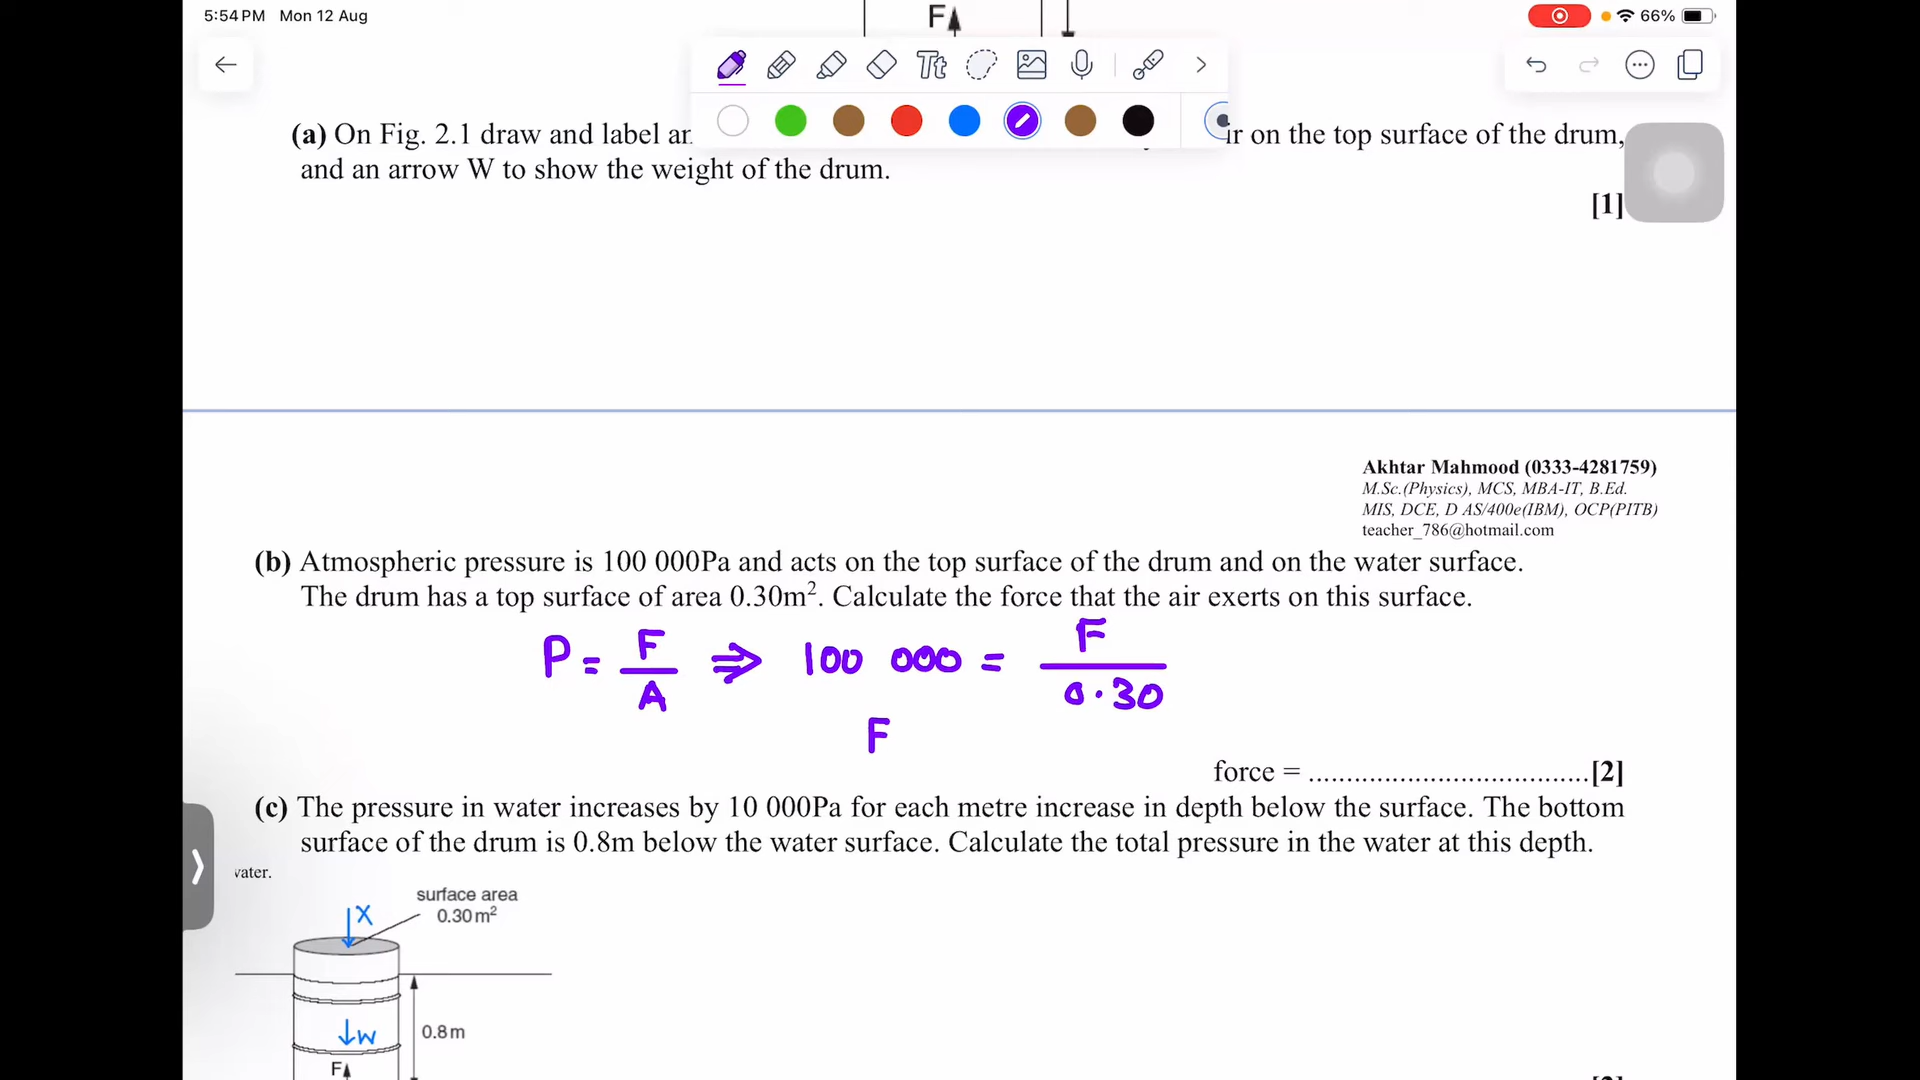 5:54 PM Mon 12 Aug
66%
F
Tt
(a) On Fig. 2.1 draw and label an
ir on the top surface of the drum,
and an arrow W to show the weight of the drum.
[1]
Akhtar Mahmood (0333-4281759)
M.Sc.(Physics), MCS, MBA-IT, B.Ed.
MIS, DCE, D AS/400e(IBM), OCP(PITB)
teacher_786@hotmail.com
(b) Atmospheric pressure is 100 000Pa and acts on the top surface of the drum and on the water surface.
The drum has a top surface of area 0.30m². Calculate the force that the air exerts on this surface.
P = F/A ⇒ 100 000 = F/0.30
F
force = ....................................[2]
(c) The pressure in water increases by 10 000Pa for each metre increase in depth below the surface. The bottom
surface of the drum is 0.8m below the water surface. Calculate the total pressure in the water at this depth.
vater.
surface area
0.30 m²
X
W
0.8 m
F